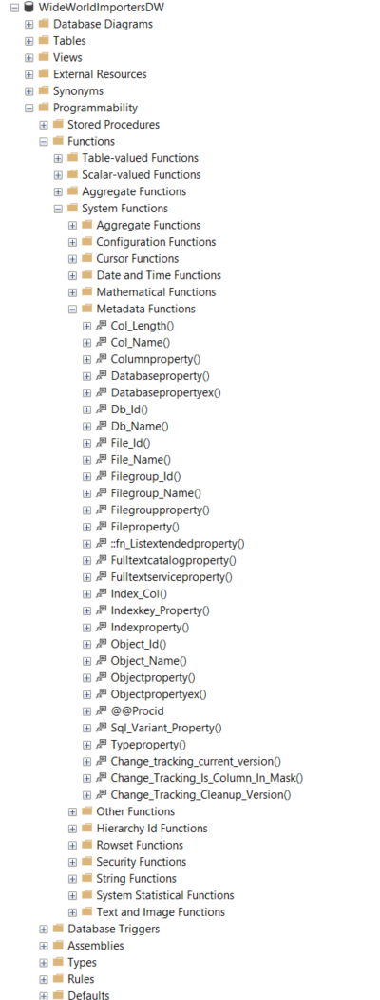 WideWorldImportersDW
Database Diagrams
Tables
Views
External Resources
Synonyms
Programmability
Stored Procedures
Functions
Table-valued Functions
Scalar-valued Functions
Aggregate Functions
System Functions
Aggregate Functions
Configuration Functions
Cursor Functions
Date and Time Functions
Mathematical Functions
Metadata Functions
Col_Length()
Col_Name()
Columnproperty()
Databaseproperty()
Databasepropertyex()
Db_Id()
Db_Name()
File_Id()
File_Name()
Filegroup_Id()
Filegroup_Name()
Filegroupproperty()
Fileproperty()
::fn_Listextendedproperty()
Fulltextcatalogproperty()
Fulltextserviceproperty()
Index_Col()
Indexkey_Property()
Indexproperty()
Object_Id()
Object_Name()
Objectproperty()
Objectpropertyex()
@@Procid
Sql_Variant_Property()
Typeproperty()
Change_tracking_current_version()
Change_Tracking_Is_Column_In_Mask()
Change_Tracking_Cleanup_Version()
Other Functions
Hierarchy Id Functions
Rowset Functions
Security Functions
String Functions
System Statistical Functions
Text and Image Functions
Database Triggers
Assemblies
Types
Rules
Defaults